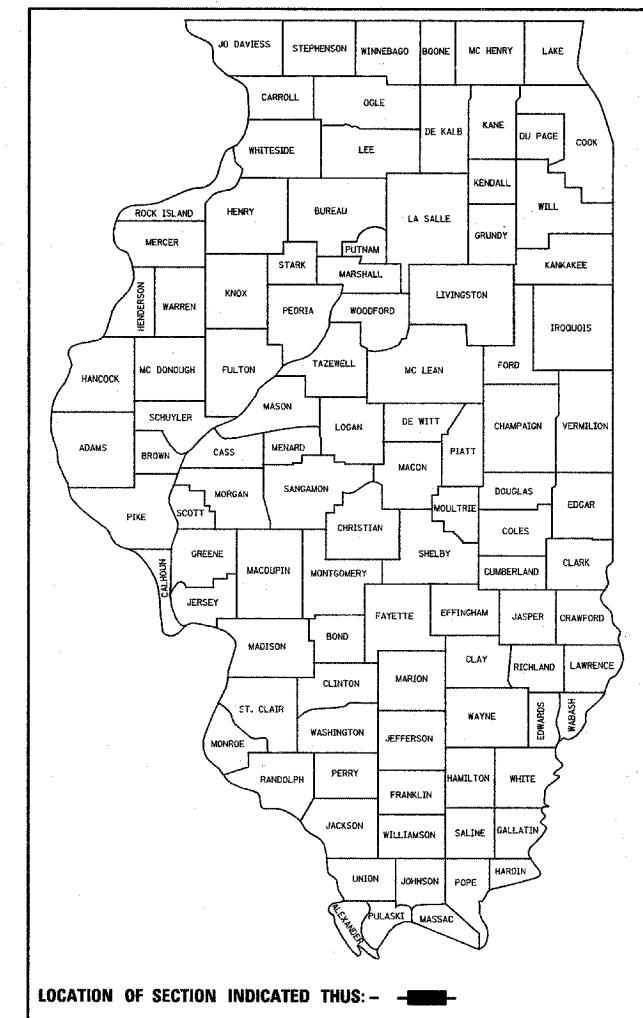 JO DAVIESS STEPHENSON WINNEBAGO BOONE MC HENRY LAKE
CARROLL OGLE DE KALB KANE DU PAGE COOK
WHITESIDE LEE KENDALL WILL
ROCK ISLAND HENRY BUREAU LA SALLE GRUNDY
MERCER PUTNAM KANKAKEE
STARK MARSHALL
HENDERSON WARREN KNOX PEORIA WOODFORD LIVINGSTON IROQUOIS
HANCOCK MC DONOUGH FULTON TAZEWELL MC LEAN FORD
SCHUYLER MASON LOGAN DE WITT CHAMPAIGN VERMILION
ADAMS BROWN CASS MENARD MACON PIATT
PIKE SCOTT MORGAN SANGAMON CHRISTIAN MOULTRIE DOUGLAS EDGAR
COLES
CALHOUN GREENE MACOUPIN MONTGOMERY SHELBY CUMBERLAND CLARK
JERSEY FAYETTE EFFINGHAM JASPER CRAWFORD
MADISON BOND CLAY RICHLAND LAWRENCE
CLINTON MARION
ST. CLAIR WASHINGTON JEFFERSON WAYNE EDWARDS WABASH
MONROE
RANDOLPH PERRY FRANKLIN HAMILTON WHITE
JACKSON WILLIAMSON SALINE GALLATIN
UNION JOHNSON POPE HARDIN
ALEXANDER PULASKI MASSAC
LOCATION OF SECTION INDICATED THUS: –